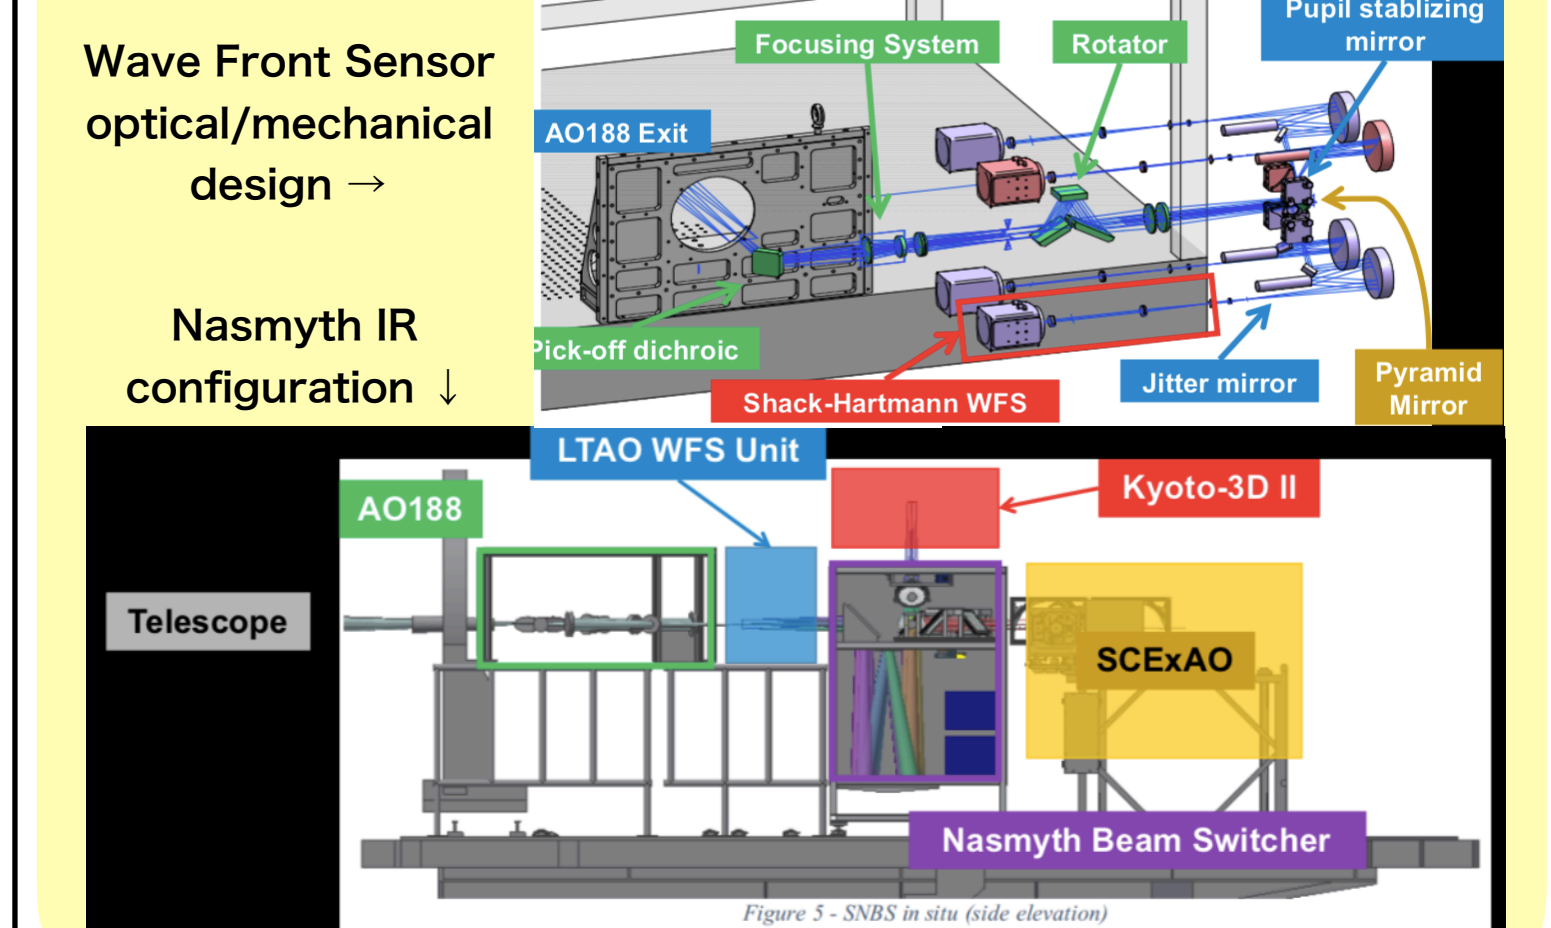 Wave Front Sensor
optical/mechanical
design →
Nasmyth IR
configuration ↓
Focusing System
Rotator
Pupil stablizing
mirror
AO188 Exit
Pick-off dichroic
Shack-Hartmann WFS
Jitter mirror
Pyramid
Mirror
LTAO WFS Unit
Kyoto-3D II
AO188
Telescope
SCExAO
Nasmyth Beam Switcher
Figure 5 - SNBS in situ (side elevation)